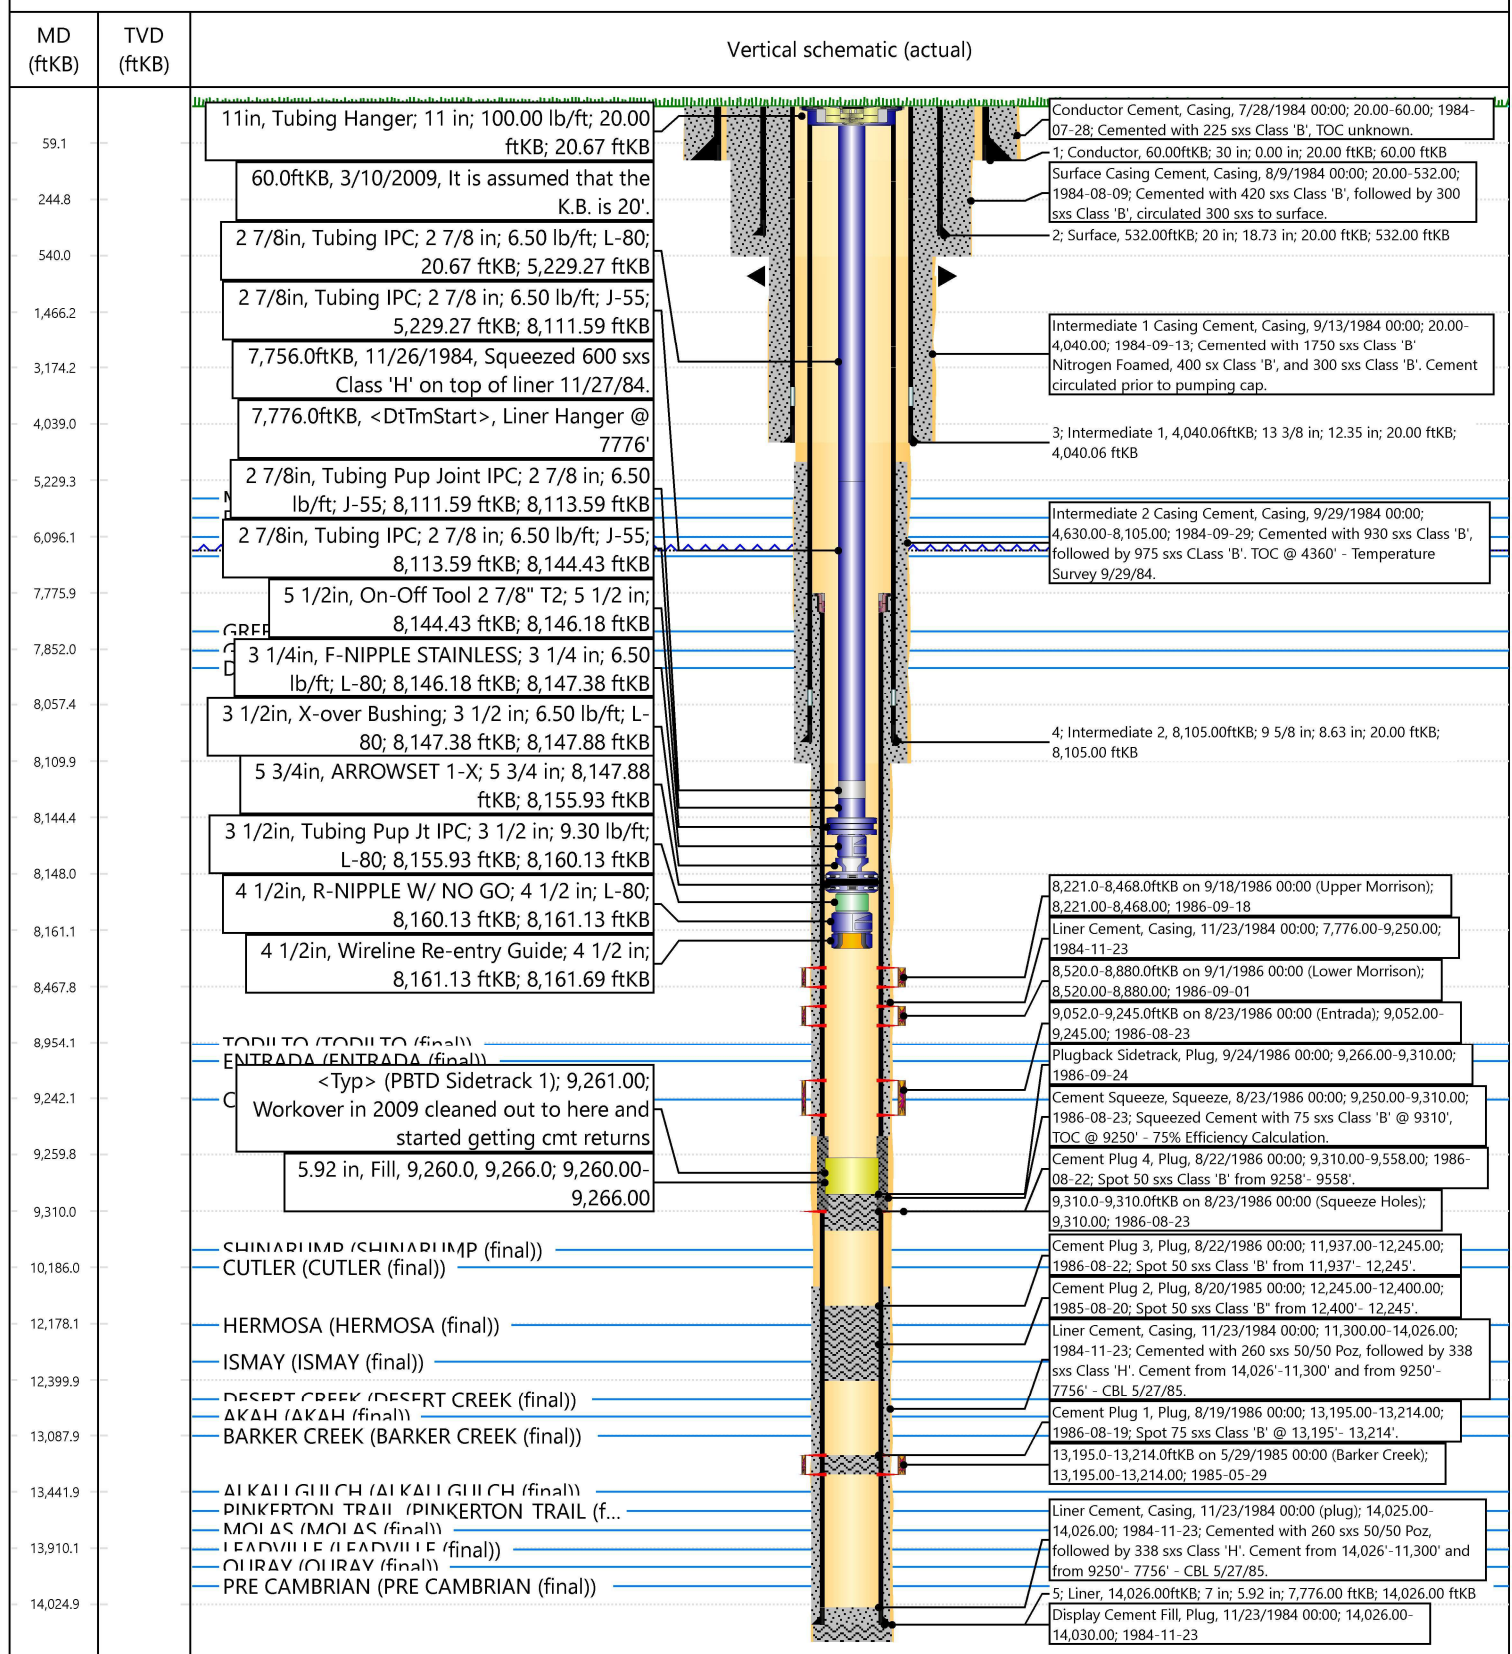 MD
(ftKB)
TVD
(ftKB)
Vertical schematic (actual)
59.1
244.8
540.0
1,466.2
3,174.2
4,039.0
5,229.3
6,096.1
7,775.9
7,852.0
8,057.4
8,109.9
8,144.4
8,148.0
8,161.1
8,467.8
8,954.1
9,242.1
9,259.8
9,310.0
10,186.0
12,178.1
12,399.9
13,087.9
13,441.9
13,910.1
14,024.9
11in, Tubing Hanger; 11 in; 100.00 lb/ft; 20.00
ftKB; 20.67 ftKB
60.0ftKB, 3/10/2009, It is assumed that the
K.B. is 20'.
2 7/8in, Tubing IPC; 2 7/8 in; 6.50 lb/ft; L-80;
20.67 ftKB; 5,229.27 ftKB
2 7/8in, Tubing IPC; 2 7/8 in; 6.50 lb/ft; J-55;
5,229.27 ftKB; 8,111.59 ftKB
7,756.0ftKB, 11/26/1984, Squeezed 600 sxs
Class 'H' on top of liner 11/27/84.
7,776.0ftKB, <DtTmStart>, Liner Hanger @
7776'
2 7/8in, Tubing Pup Joint IPC; 2 7/8 in; 6.50
lb/ft; J-55; 8,111.59 ftKB; 8,113.59 ftKB
2 7/8in, Tubing IPC; 2 7/8 in; 6.50 lb/ft; J-55;
8,113.59 ftKB; 8,144.43 ftKB
5 1/2in, On-Off Tool 2 7/8" T2; 5 1/2 in;
8,144.43 ftKB; 8,146.18 ftKB
3 1/4in, F-NIPPLE STAINLESS; 3 1/4 in; 6.50
lb/ft; L-80; 8,146.18 ftKB; 8,147.38 ftKB
3 1/2in, X-over Bushing; 3 1/2 in; 6.50 lb/ft; L-
80; 8,147.38 ftKB; 8,147.88 ftKB
5 3/4in, ARROWSET 1-X; 5 3/4 in; 8,147.88
ftKB; 8,155.93 ftKB
3 1/2in, Tubing Pup Jt IPC; 3 1/2 in; 9.30 lb/ft;
L-80; 8,155.93 ftKB; 8,160.13 ftKB
4 1/2in, R-NIPPLE W/ NO GO; 4 1/2 in; L-80;
8,160.13 ftKB; 8,161.13 ftKB
4 1/2in, Wireline Re-entry Guide; 4 1/2 in;
8,161.13 ftKB; 8,161.69 ftKB
TODILTO (TODILTO (final))
ENTRADA (ENTRADA (final))
<Typ> (PBTD Sidetrack 1); 9,261.00;
Workover in 2009 cleaned out to here and
started getting cmt returns
5.92 in, Fill, 9,260.0, 9,266.0; 9,260.00-
9,266.00
SHINARUMP (SHINARUMP (final))
CUTLER (CUTLER (final))
HERMOSA (HERMOSA (final))
ISMAY (ISMAY (final))
DESERT CREEK (DESERT CREEK (final))
AKAH (AKAH (final))
BARKER CREEK (BARKER CREEK (final))
ALKALI GULCH (ALKALI GULCH (final))
PINKERTON TRAIL (PINKERTON TRAIL (f...
MOLAS (MOLAS (final))
LEADVILLE (LEADVILLE (final))
OURAY (OURAY (final))
PRE CAMBRIAN (PRE CAMBRIAN (final))
Conductor Cement, Casing, 7/28/1984 00:00; 20.00-60.00; 1984-
07-28; Cemented with 225 sxs Class 'B', TOC unknown.
1; Conductor, 60.00ftKB; 30 in; 0.00 in; 20.00 ftKB; 60.00 ftKB
Surface Casing Cement, Casing, 8/9/1984 00:00; 20.00-532.00;
1984-08-09; Cemented with 420 sxs Class 'B', followed by 300
sxs Class 'B', circulated 300 sxs to surface.
2; Surface, 532.00ftKB; 20 in; 18.73 in; 20.00 ftKB; 532.00 ftKB
Intermediate 1 Casing Cement, Casing, 9/13/1984 00:00; 20.00-
4,040.00; 1984-09-13; Cemented with 1750 sxs Class 'B'
Nitrogen Foamed, 400 sx Class 'B', and 300 sxs Class 'B'. Cement
circulated prior to pumping cap.
3; Intermediate 1, 4,040.06ftKB; 13 3/8 in; 12.35 in; 20.00 ftKB;
4,040.06 ftKB
Intermediate 2 Casing Cement, Casing, 9/29/1984 00:00;
4,630.00-8,105.00; 1984-09-29; Cemented with 930 sxs Class 'B',
followed by 975 sxs CLass 'B'. TOC @ 4360' - Temperature
Survey 9/29/84.
4; Intermediate 2, 8,105.00ftKB; 9 5/8 in; 8.63 in; 20.00 ftKB;
8,105.00 ftKB
8,221.0-8,468.0ftKB on 9/18/1986 00:00 (Upper Morrison);
8,221.00-8,468.00; 1986-09-18
Liner Cement, Casing, 11/23/1984 00:00; 7,776.00-9,250.00;
1984-11-23
8,520.0-8,880.0ftKB on 9/1/1986 00:00 (Lower Morrison);
8,520.00-8,880.00; 1986-09-01
9,052.0-9,245.0ftKB on 8/23/1986 00:00 (Entrada); 9,052.00-
9,245.00; 1986-08-23
Plugback Sidetrack, Plug, 9/24/1986 00:00; 9,266.00-9,310.00;
1986-09-24
Cement Squeeze, Squeeze, 8/23/1986 00:00; 9,250.00-9,310.00;
1986-08-23; Squeezed Cement with 75 sxs Class 'B' @ 9310',
TOC @ 9250' - 75% Efficiency Calculation.
Cement Plug 4, Plug, 8/22/1986 00:00; 9,310.00-9,558.00; 1986-
08-22; Spot 50 sxs Class 'B' from 9258'- 9558'.
9,310.0-9,310.0ftKB on 8/23/1986 00:00 (Squeeze Holes);
9,310.00; 1986-08-23
Cement Plug 3, Plug, 8/22/1986 00:00; 11,937.00-12,245.00;
1986-08-22; Spot 50 sxs Class 'B' from 11,937'- 12,245'.
Cement Plug 2, Plug, 8/20/1985 00:00; 12,245.00-12,400.00;
1985-08-20; Spot 50 sxs Class 'B" from 12,400'- 12,245'.
Liner Cement, Casing, 11/23/1984 00:00; 11,300.00-14,026.00;
1984-11-23; Cemented with 260 sxs 50/50 Poz, followed by 338
sxs Class 'H'. Cement from 14,026'-11,300' and from 9250'-
7756' - CBL 5/27/85.
Cement Plug 1, Plug, 8/19/1986 00:00; 13,195.00-13,214.00;
1986-08-19; Spot 75 sxs Class 'B' @ 13,195'- 13,214'.
13,195.0-13,214.0ftKB on 5/29/1985 00:00 (Barker Creek);
13,195.00-13,214.00; 1985-05-29
Liner Cement, Casing, 11/23/1984 00:00 (plug); 14,025.00-
14,026.00; 1984-11-23; Cemented with 260 sxs 50/50 Poz,
followed by 338 sxs Class 'H'. Cement from 14,026'-11,300' and
from 9250'- 7756' - CBL 5/27/85.
5; Liner, 14,026.00ftKB; 7 in; 5.92 in; 7,776.00 ftKB; 14,026.00 ftKB
Display Cement Fill, Plug, 11/23/1984 00:00; 14,026.00-
14,030.00; 1984-11-23